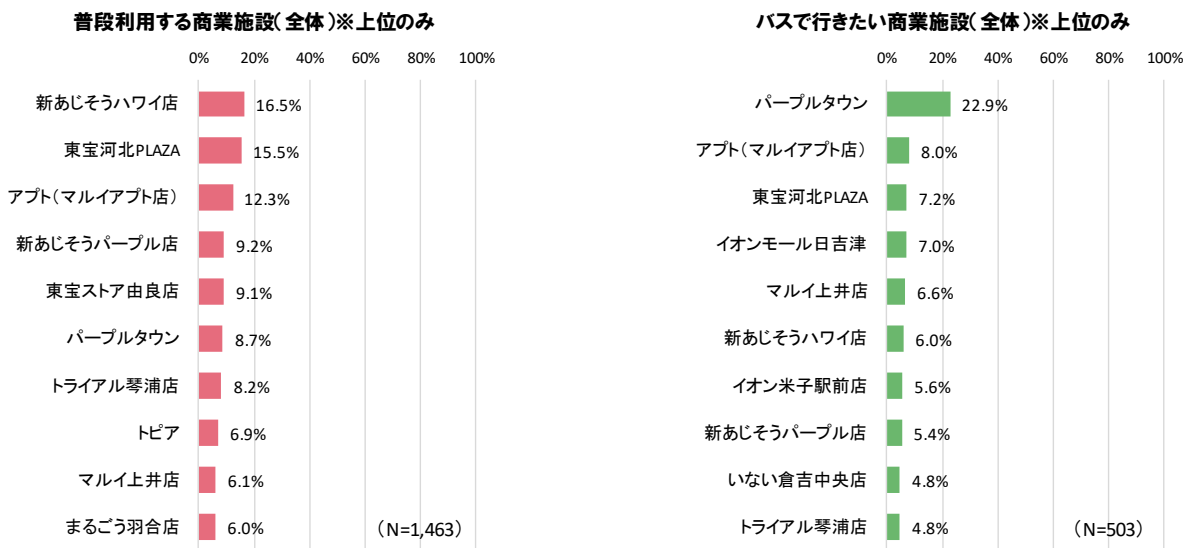 普段利用する商業施設(全体)※上位のみ
0% 20% 40% 60% 80% 100%
新あじそうハワイ店 16.5%
東宝河北PLAZA 15.5%
アプト(マルイアプト店) 12.3%
新あじそうパープル店 9.2%
東宝ストア由良店 9.1%
パープルタウン 8.7%
トライアル琴浦店 8.2%
トピア 6.9%
マルイ上井店 6.1%
まるごう羽合店 6.0%
(N=1,463)
バスで行きたい商業施設(全体)※上位のみ
0% 20% 40% 60% 80% 100%
パープルタウン 22.9%
アプト(マルイアプト店) 8.0%
東宝河北PLAZA 7.2%
イオンモール日吉津 7.0%
マルイ上井店 6.6%
新あじそうハワイ店 6.0%
イオン米子駅前店 5.6%
新あじそうパープル店 5.4%
いない倉吉中央店 4.8%
トライアル琴浦店 4.8%
(N=503)